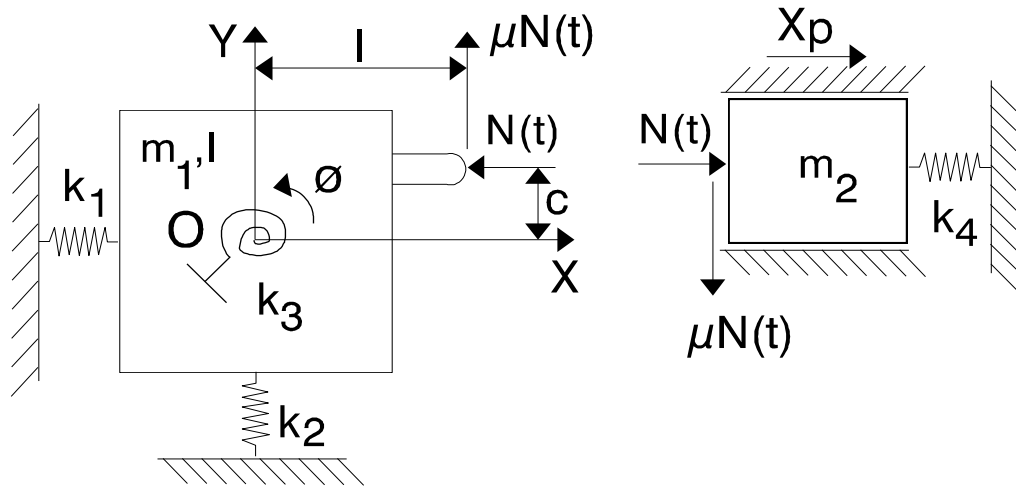 Y
l
μN(t)
Xp
m₁,I
N(t)
N(t)
ø
m₂
k₁
c
O
k₄
X
k₃
μN(t)
k₂